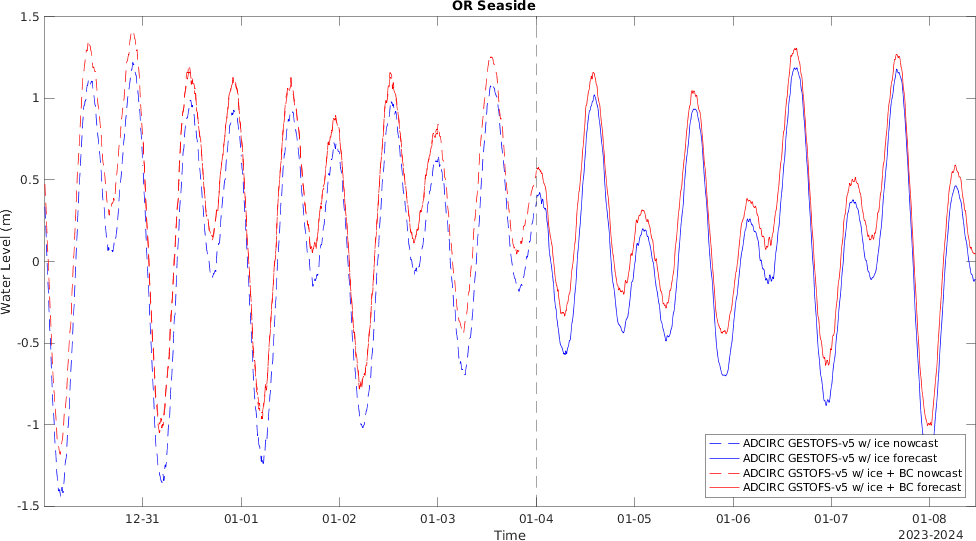 OR Seaside
Water Level (m)
1.5
1
0.5
0
-0.5
-1
-1.5
12-31
01-01
01-02
01-03
01-04
01-05
01-06
01-07
01-08
Time
2023-2024
ADCIRC GESTOFS-v5 w/ ice nowcast
ADCIRC GESTOFS-v5 w/ ice forecast
ADCIRC GSTOFS-v5 w/ ice + BC nowcast
ADCIRC GSTOFS-v5 w/ ice + BC forecast